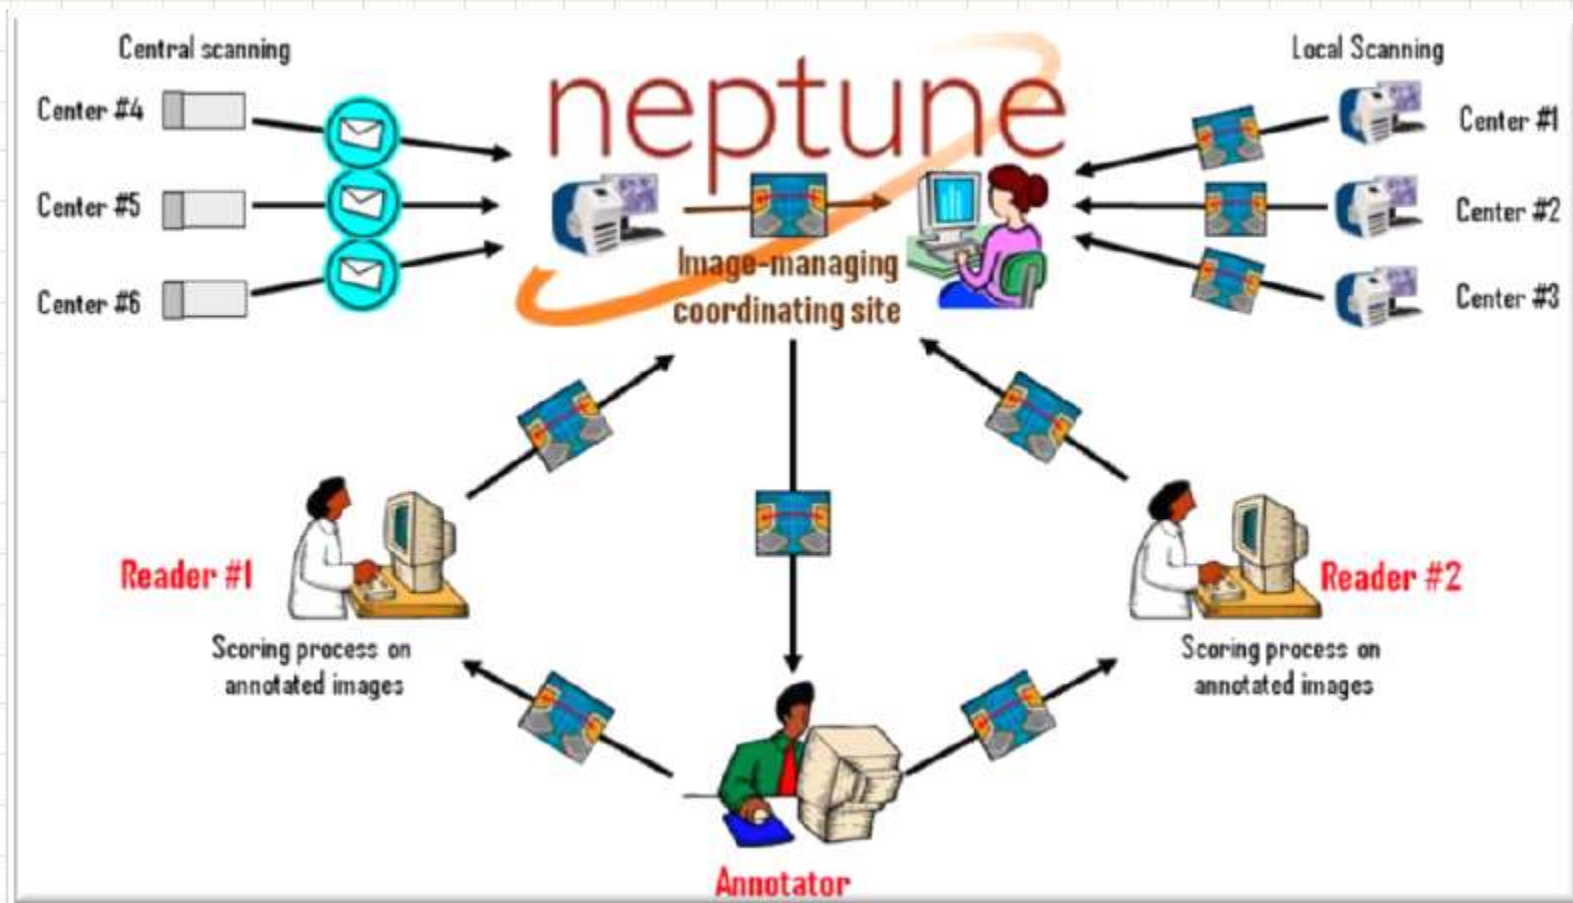 Central scanning
Local Scanning
neptune
Center #4
Center #1
Center #5
Center #2
Image-managing
coordinating site
Center #6
Center #3
Reader #1
Reader #2
Scoring process on
annotated images
Scoring process on
annotated images
Annotator